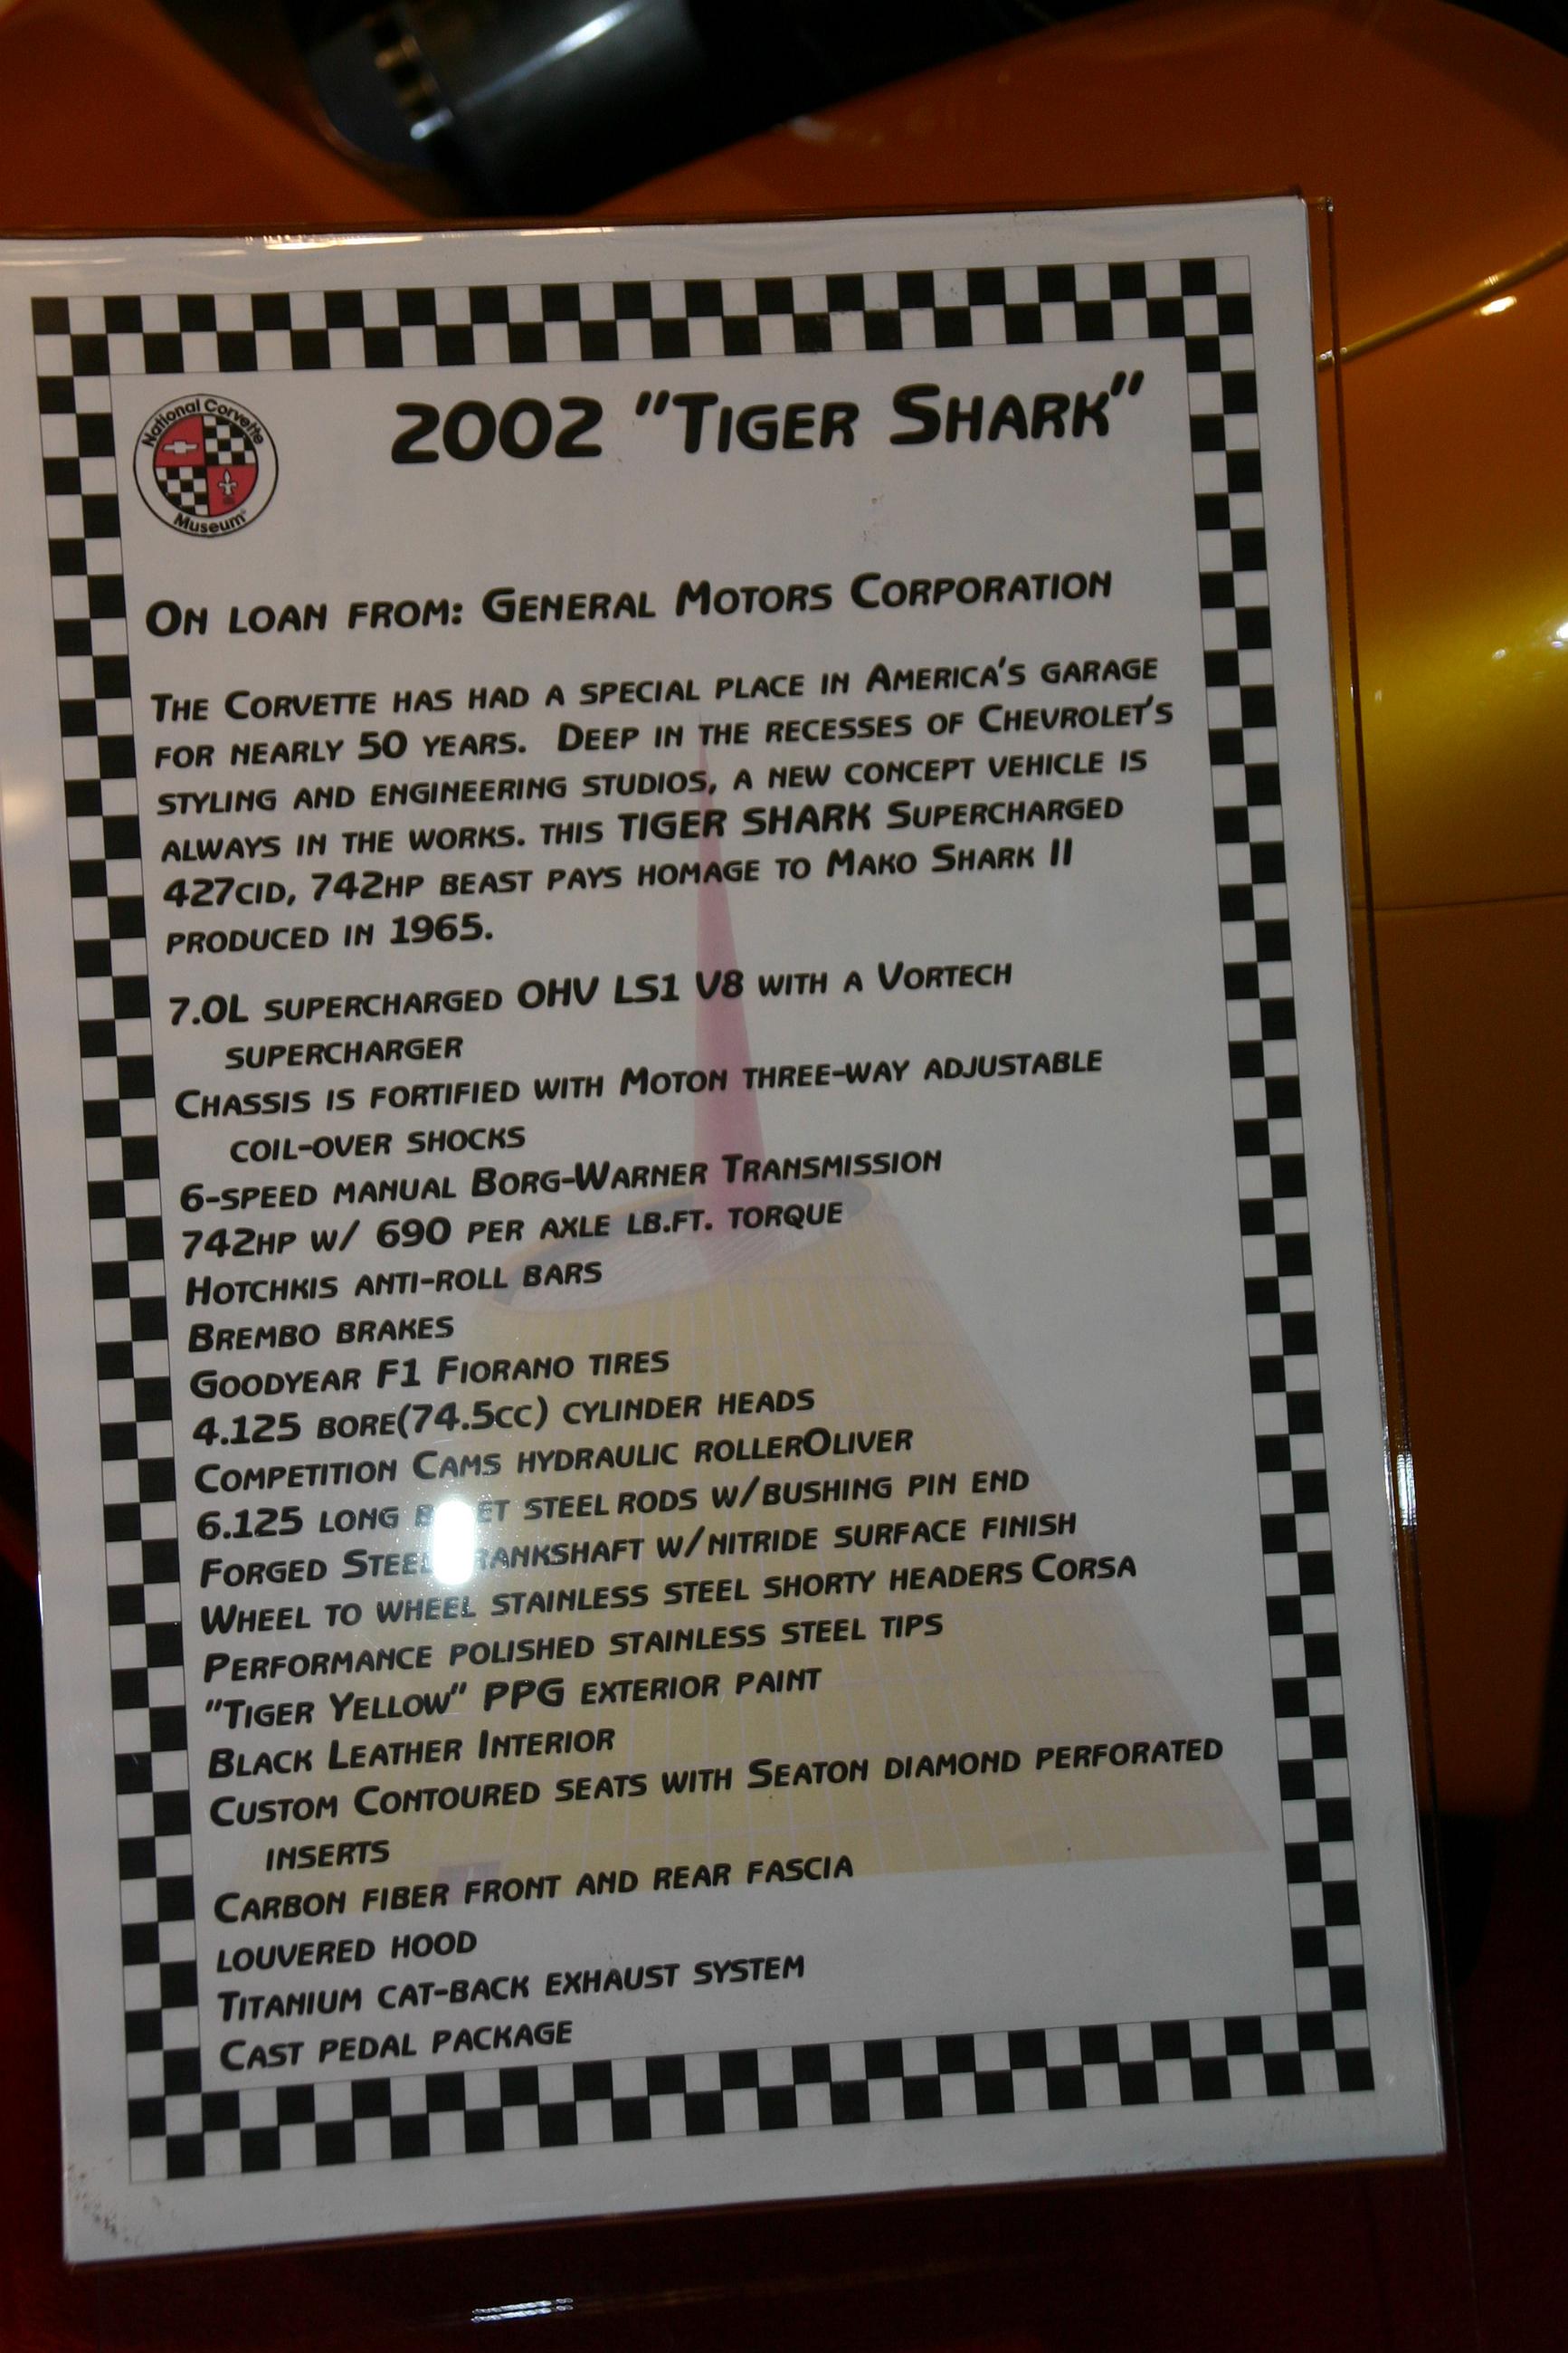 National Corvette
Museum
2002 "TIGER SHARK"
ON LOAN FROM: GENERAL MOTORS CORPORATION
THE CORVETTE HAS HAD A SPECIAL PLACE IN AMERICA'S GARAGE
FOR NEARLY 50 YEARS. DEEP IN THE RECESSES OF CHEVROLET'S
STYLING AND ENGINEERING STUDIOS, A NEW CONCEPT VEHICLE IS
ALWAYS IN THE WORKS. THIS TIGER SHARK SUPERCHARGED
427CID, 742HP BEAST PAYS HOMAGE TO MAKO SHARK II
PRODUCED IN 1965.
7.0L SUPERCHARGED OHV LS1 V8 WITH A VORTECH
SUPERCHARGER
CHASSIS IS FORTIFIED WITH MOTON THREE-WAY ADJUSTABLE
COIL-OVER SHOCKS
6-SPEED MANUAL BORG-WARNER TRANSMISSION
742HP W/ 690 PER AXLE LB.FT. TORQUE
HOTCHKIS ANTI-ROLL BARS
BREMBO BRAKES
GOODYEAR F1 FIORANO TIRES
4.125 BORE(74.5CC) CYLINDER HEADS
COMPETITION CAMS HYDRAULIC ROLLEROLIVER
6.125 LONG STEEL RODS W/BUSHING PIN END
FORGED STEEL CRANKSHAFT W/NITRIDE SURFACE FINISH
WHEEL TO WHEEL STAINLESS STEEL SHORTY HEADERS CORSA
PERFORMANCE POLISHED STAINLESS STEEL TIPS
"TIGER YELLOW" PPG EXTERIOR PAINT
BLACK LEATHER INTERIOR
CUSTOM CONTOURED SEATS WITH SEATON DIAMOND PERFORATED
INSERTS
CARBON FIBER FRONT AND REAR FASCIA
LOUVERED HOOD
TITANIUM CAT-BACK EXHAUST SYSTEM
CAST PEDAL PACKAGE